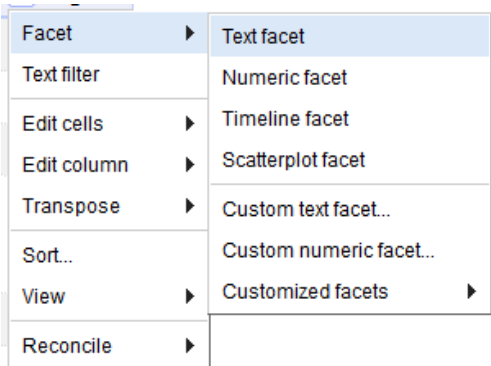 Facet
Text filter
Edit cells
Edit column
Transpose
Sort...
View
Reconcile
Text facet
Numeric facet
Timeline facet
Scatterplot facet
Custom text facet...
Custom numeric facet...
Customized facets